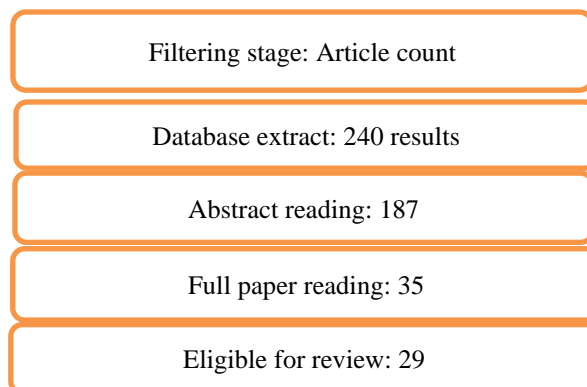 Filtering stage: Article count
Database extract: 240 results
Abstract reading: 187
Full paper reading: 35
Eligible for review: 29